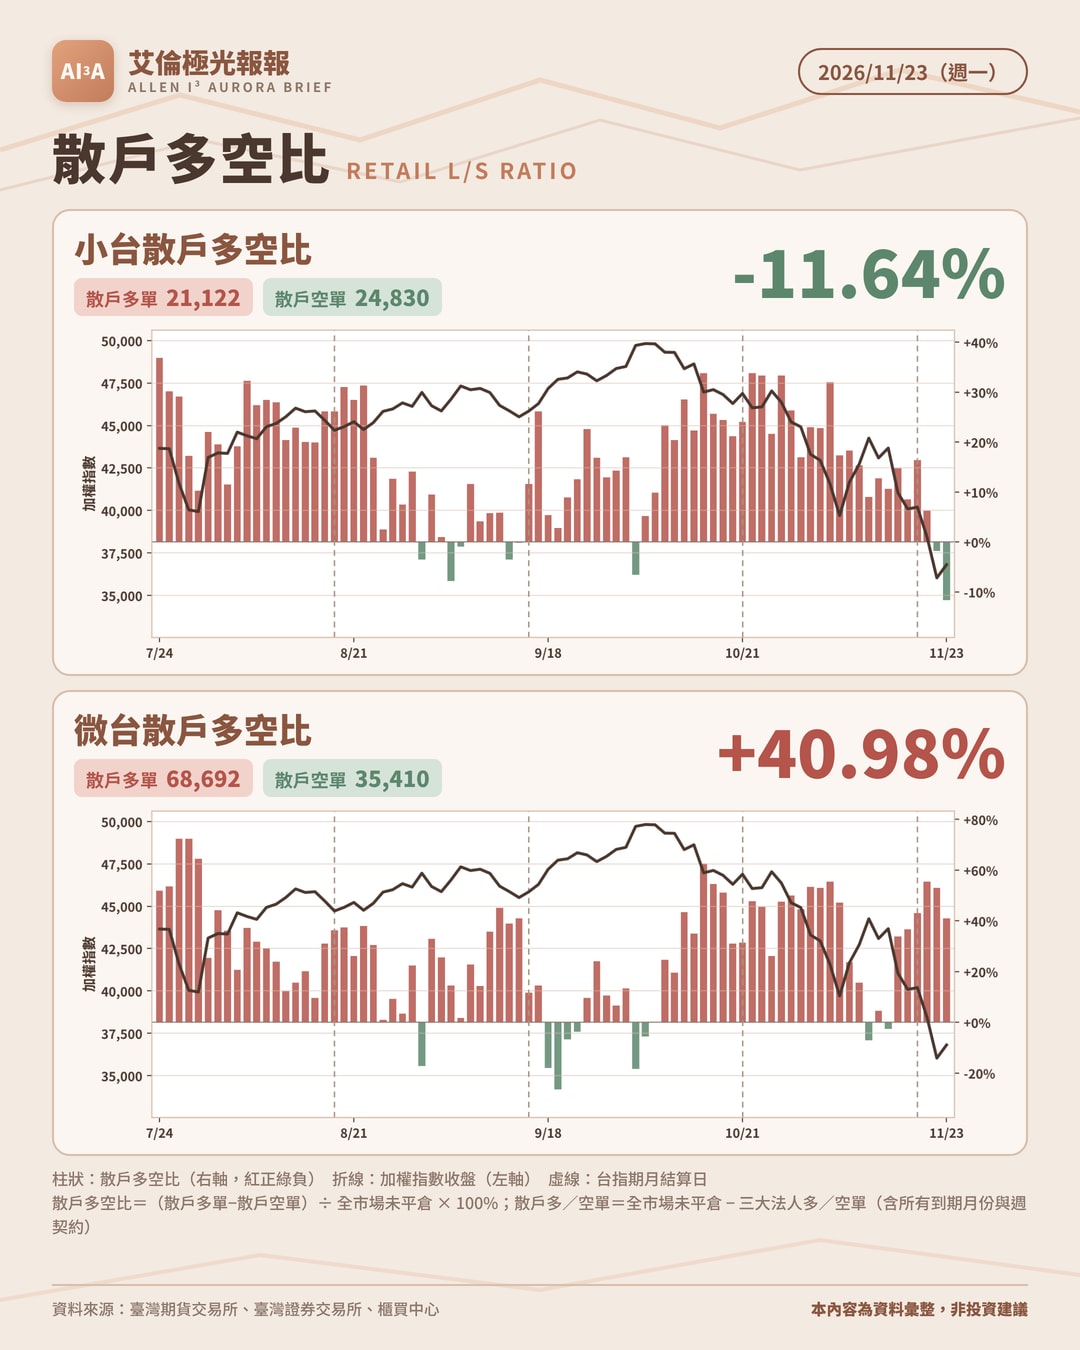 AI³A
艾倫極光報報
ALLEN I³ AURORA BRIEF
2026/11/23（週一）
散戶多空比 RETAIL L/S RATIO
小台散戶多空比
散戶多單 21,122
散戶空單 24,830
-11.64%
加權指數
50,000
47,500
45,000
42,500
40,000
37,500
35,000
+40%
+30%
+20%
+10%
+0%
-10%
7/24
8/21
9/18
10/21
11/23
微台散戶多空比
散戶多單 68,692
散戶空單 35,410
+40.98%
加權指數
50,000
47,500
45,000
42,500
40,000
37,500
35,000
+80%
+60%
+40%
+20%
+0%
-20%
7/24
8/21
9/18
10/21
11/23
柱狀：散戶多空比（右軸，紅正綠負） 折線：加權指數收盤（左軸） 虛線：台指期月結算日
散戶多空比＝（散戶多單−散戶空單）÷ 全市場未平倉 × 100%；散戶多／空單＝全市場未平倉 − 三大法人多／空單（含所有到期月份與週
契約）
資料來源：臺灣期貨交易所、臺灣證券交易所、櫃買中心
本內容為資料彙整，非投資建議